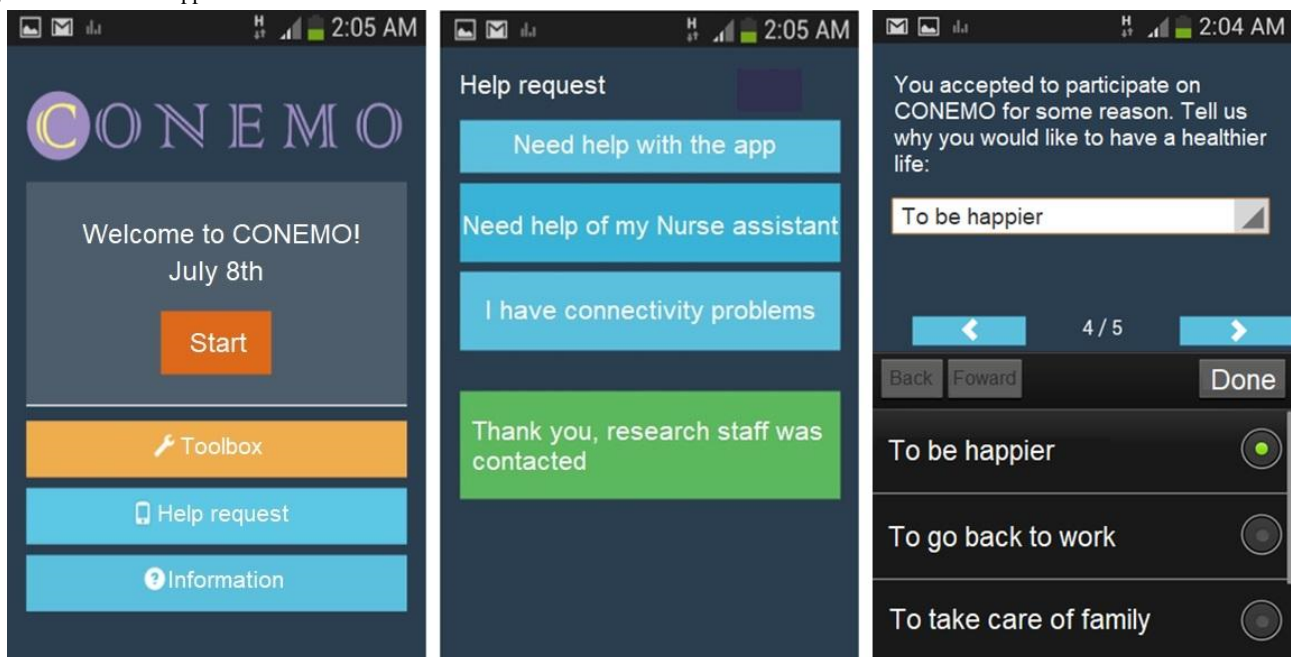 H
2:05 AM
CONEMO
Welcome to CONEMO!
July 8th
Start
Toolbox
Help request
?
Information
H
2:05 AM
Help request
Need help with the app
Need help of my Nurse assistant
I have connectivity problems
Thank you, research staff was
contacted
H
2:04 AM
You accepted to participate on
CONEMO for some reason. Tell us
why you would like to have a healthier
life:
To be happier
4 / 5
Back Foward Done
To be happier
To go back to work
To take care of family